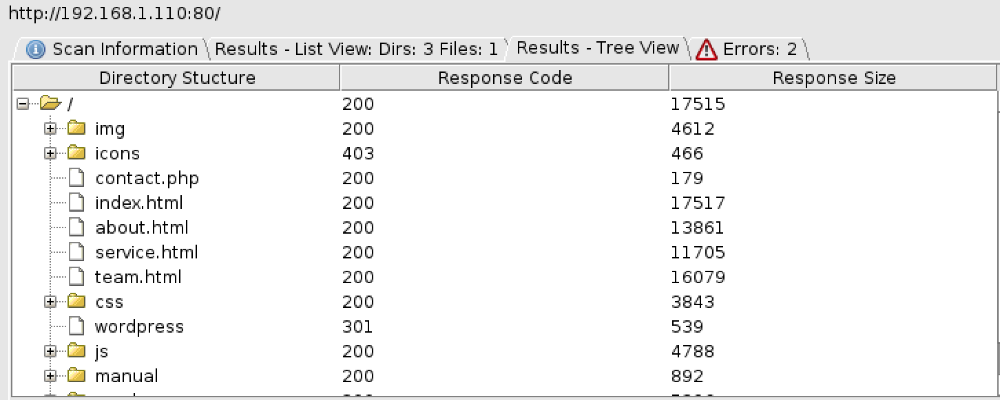 http://192.168.1.110:80/
Scan Information Results - List View: Dirs: 3 Files: 1 Results - Tree View Errors: 2
Directory Stucture Response Code Response Size
/ 200 17515
img 200 4612
icons 403 466
contact.php 200 179
index.html 200 17517
about.html 200 13861
service.html 200 11705
team.html 200 16079
css 200 3843
wordpress 301 539
js 200 4788
manual 200 892